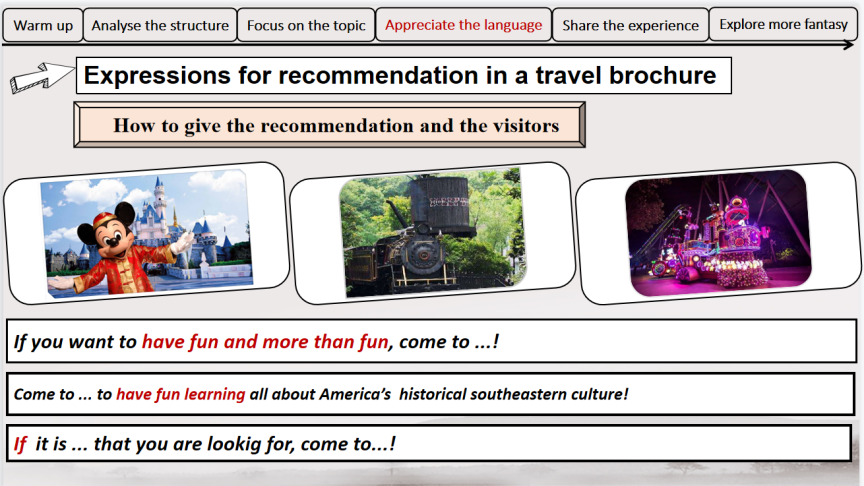 Warm up
Analyse the structure
Focus on the topic
Appreciate the language
Share the experience
Explore more fantasy
Expressions for recommendation in a travel brochure
How to give the recommendation and the visitors
If you want to have fun and more than fun, come to ...!
Come to ... to have fun learning all about America’s historical southeastern culture!
If it is ... that you are lookig for, come to...!